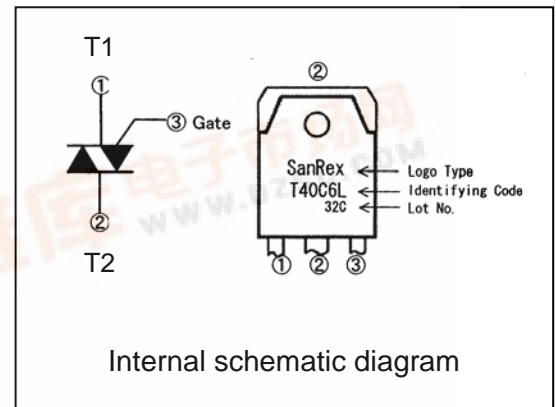 T1
①
③ Gate
②
T2
②
SanRex
T40C6L
32C
Logo Type
Identifying Code
Lot No.
① ② ③
Internal schematic diagram